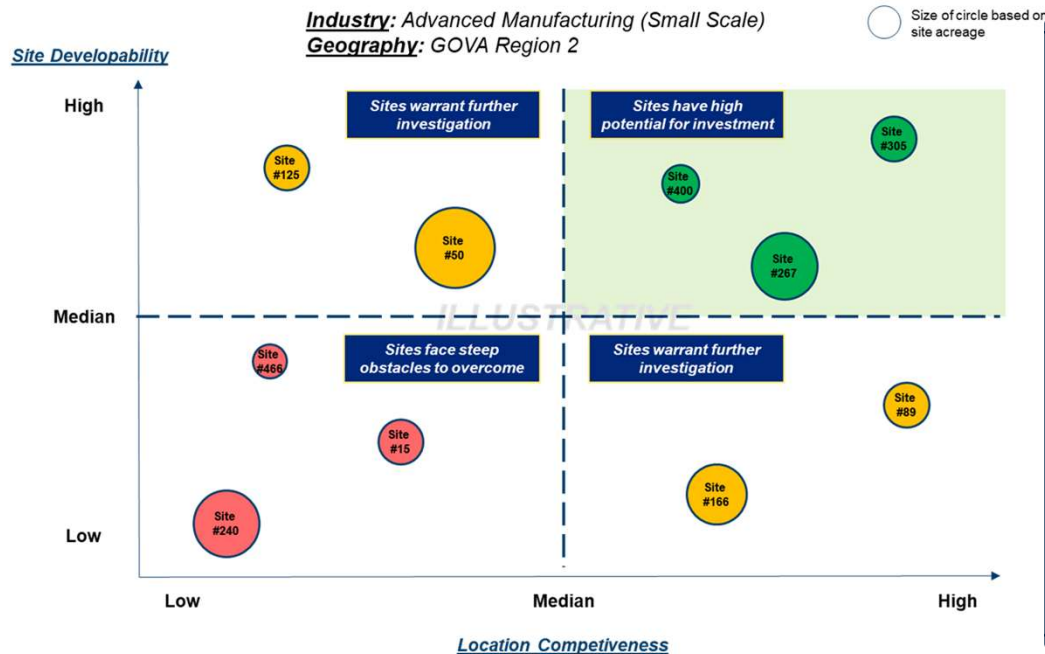 Industry: Advanced Manufacturing (Small Scale)
Geography: GOVA Region 2
Size of circle based on
site acreage
Site Developability
High
Sites warrant further
investigation
Sites have high
potential for investment
Site
#125
Site
#305
Site
#400
Site
#50
Site
#267
Median
ILLUSTRATIVE
Sites face steep
obstacles to overcome
Sites warrant further
investigation
Site
#466
Site
#89
Site
#15
Site
#166
Site
#240
Low
Low
Median
High
Location Competiveness